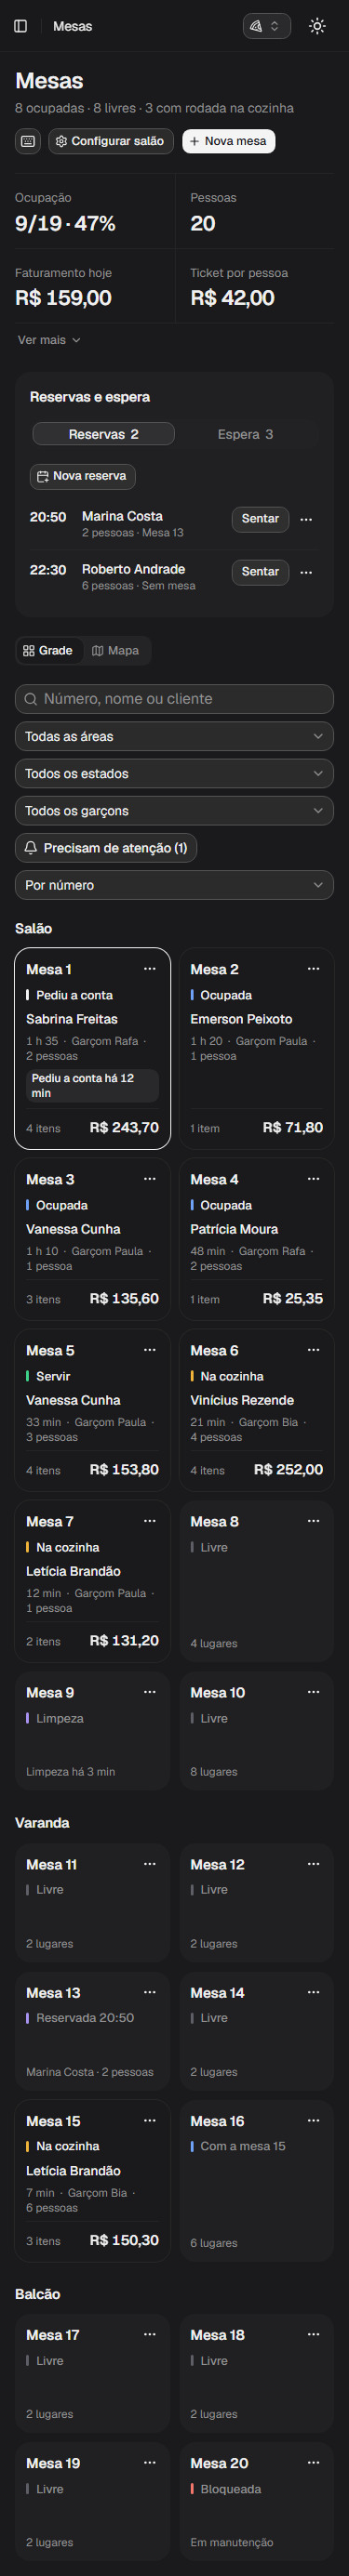 Mesas
Mesas
8 ocupadas · 8 livres · 3 com rodada na cozinha
Configurar salão
+ Nova mesa
Ocupação
9/19 · 47%
Pessoas
20
Faturamento hoje
R$ 159,00
Ticket por pessoa
R$ 42,00
Ver mais
Reservas e espera
Reservas 2
Espera 3
Nova reserva
20:50
Marina Costa
2 pessoas · Mesa 13
Sentar
22:30
Roberto Andrade
6 pessoas · Sem mesa
Sentar
Grade
Mapa
Número, nome ou cliente
Todas as áreas
Todos os estados
Todos os garçons
Precisam de atenção (1)
Por número
Salão
Mesa 1
Pediu a conta
Sabrina Freitas
1 h 35 · Garçom Rafa ·
2 pessoas
Pediu a conta há 12
min
4 itens
R$ 243,70
Mesa 2
Ocupada
Emerson Peixoto
1 h 20 · Garçom Paula ·
1 pessoa
1 item
R$ 71,80
Mesa 3
Ocupada
Vanessa Cunha
1 h 10 · Garçom Paula ·
1 pessoa
3 itens
R$ 135,60
Mesa 4
Ocupada
Patrícia Moura
48 min · Garçom Rafa ·
2 pessoas
1 item
R$ 25,35
Mesa 5
Servir
Vanessa Cunha
33 min · Garçom Paula ·
3 pessoas
4 itens
R$ 153,80
Mesa 6
Na cozinha
Vinícius Rezende
21 min · Garçom Bia ·
4 pessoas
4 itens
R$ 252,00
Mesa 7
Na cozinha
Letícia Brandão
12 min · Garçom Paula ·
1 pessoa
2 itens
R$ 131,20
Mesa 8
Livre
4 lugares
Mesa 9
Limpeza
Limpeza há 3 min
Mesa 10
Livre
8 lugares
Varanda
Mesa 11
Livre
2 lugares
Mesa 12
Livre
2 lugares
Mesa 13
Reservada 20:50
Marina Costa · 2 pessoas
Mesa 14
Livre
2 lugares
Mesa 15
Na cozinha
Letícia Brandão
7 min · Garçom Bia ·
6 pessoas
3 itens
R$ 150,30
Mesa 16
Com a mesa 15
6 lugares
Balcão
Mesa 17
Livre
2 lugares
Mesa 18
Livre
2 lugares
Mesa 19
Livre
2 lugares
Mesa 20
Bloqueada
Em manutenção